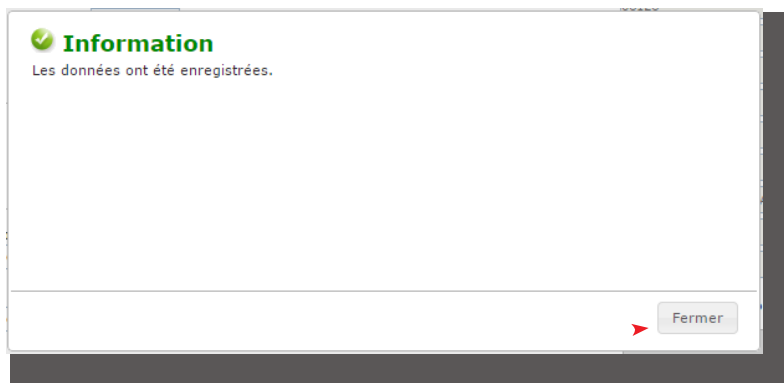 Information
Les données ont été enregistrées.
Fermer